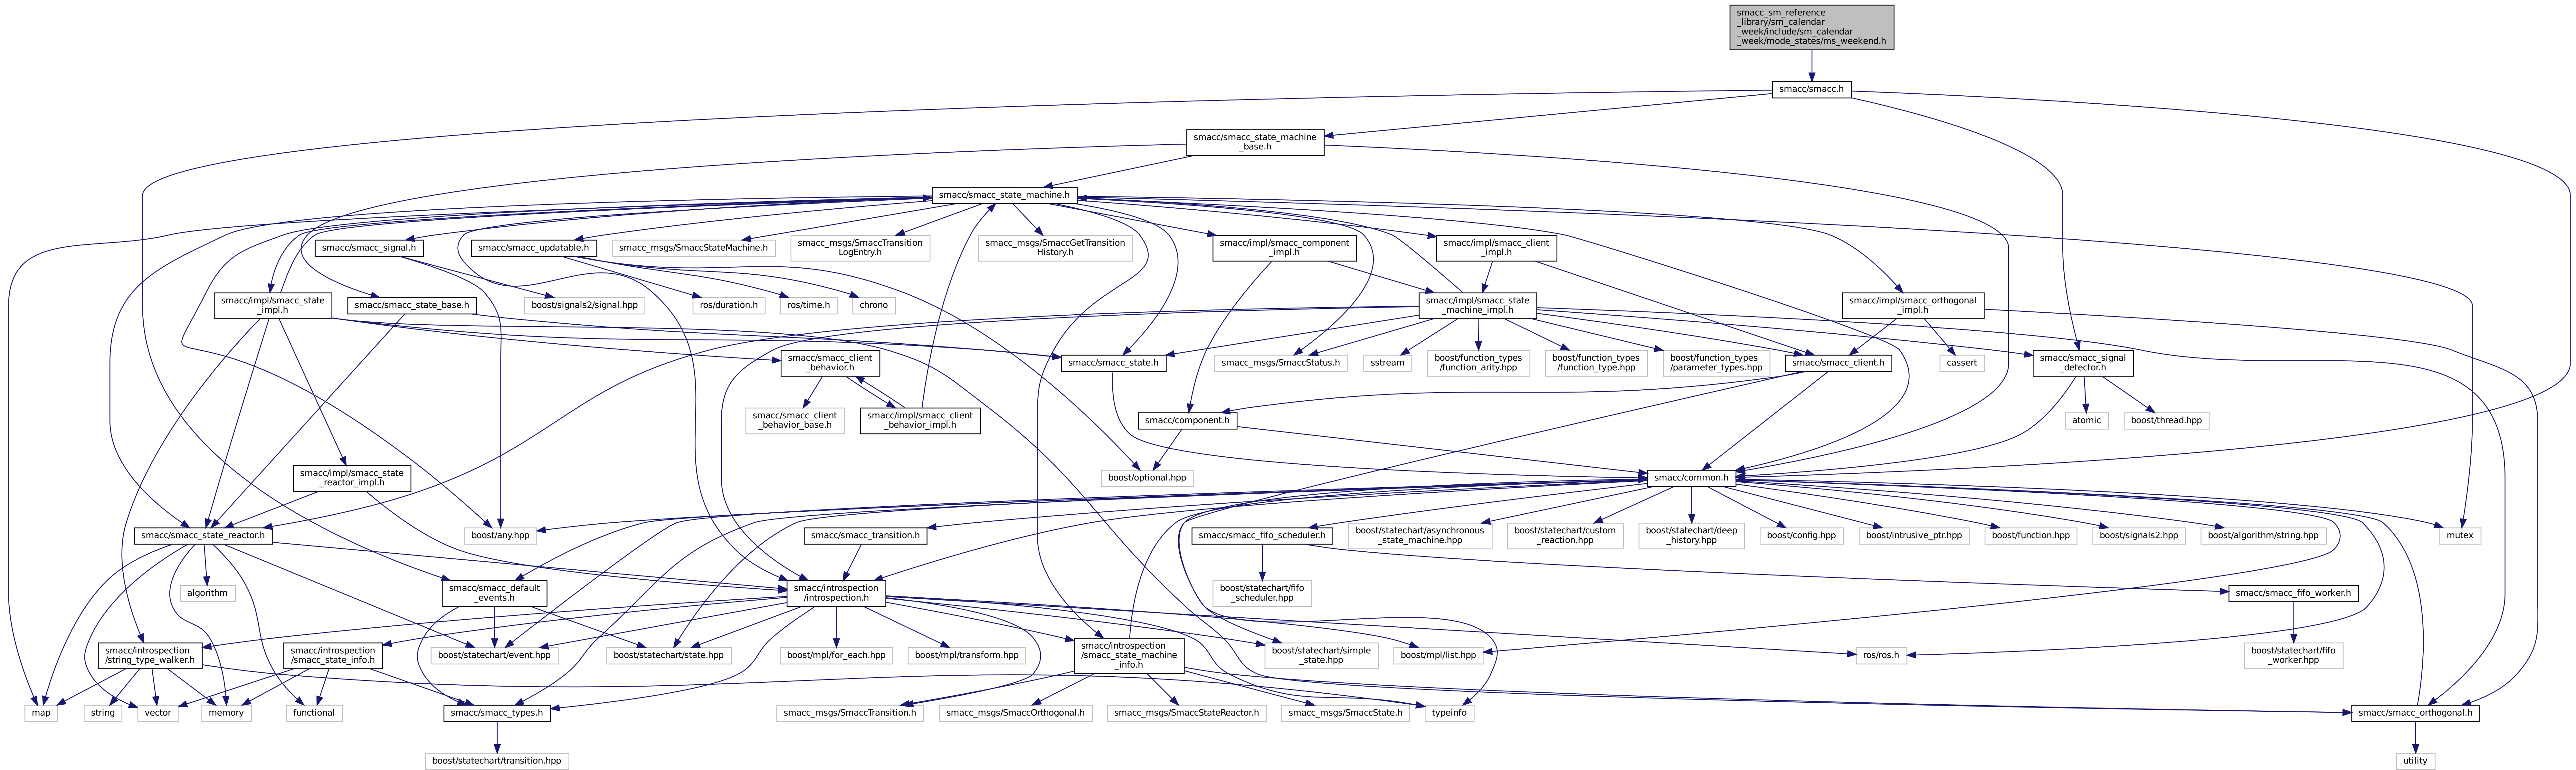 smacc_sm_reference
_library/sm_calendar
_week/include/sm_calendar
_week/mode_states/ms_weekend.h
smacc/smacc.h
smacc/smacc_state_machine
_base.h
smacc/smacc_state_machine.h
smacc/smacc_signal.h
smacc/smacc_updatable.h
smacc_msgs/SmaccStateMachine.h
smacc_msgs/SmaccTransition
LogEntry.h
smacc_msgs/SmaccGetTransition
History.h
smacc/impl/smacc_component
_impl.h
smacc/impl/smacc_client
_impl.h
smacc/impl/smacc_state
_impl.h
smacc/smacc_state_base.h
boost/signals2/signal.hpp
ros/duration.h
ros/time.h
chrono
smacc/impl/smacc_state
_machine_impl.h
smacc/impl/smacc_orthogonal
_impl.h
smacc/smacc_client
_behavior.h
smacc/smacc_state.h
smacc_msgs/SmaccStatus.h
sstream
boost/function_types
/function_arity.hpp
boost/function_types
/function_type.hpp
boost/function_types
/parameter_types.hpp
smacc/smacc_client.h
cassert
smacc/smacc_signal
_detector.h
smacc/smacc_client
_behavior_base.h
smacc/impl/smacc_client
_behavior_impl.h
smacc/component.h
atomic
boost/thread.hpp
smacc/impl/smacc_state
_reactor_impl.h
boost/optional.hpp
smacc/common.h
smacc/smacc_state_reactor.h
boost/any.hpp
smacc/smacc_transition.h
smacc/smacc_fifo_scheduler.h
boost/statechart/asynchronous
_state_machine.hpp
boost/statechart/custom
_reaction.hpp
boost/statechart/deep
_history.hpp
boost/config.hpp
boost/intrusive_ptr.hpp
boost/function.hpp
boost/signals2.hpp
boost/algorithm/string.hpp
mutex
algorithm
smacc/smacc_default
_events.h
smacc/introspection
/introspection.h
boost/statechart/fifo
_scheduler.hpp
smacc/smacc_fifo_worker.h
smacc/introspection
/string_type_walker.h
smacc/introspection
/smacc_state_info.h
boost/statechart/event.hpp
boost/statechart/state.hpp
boost/mpl/for_each.hpp
boost/mpl/transform.hpp
smacc/introspection
/smacc_state_machine
_info.h
boost/statechart/simple
_state.hpp
boost/mpl/list.hpp
ros/ros.h
boost/statechart/fifo
_worker.hpp
map
string
vector
memory
functional
smacc/smacc_types.h
smacc_msgs/SmaccTransition.h
smacc_msgs/SmaccOrthogonal.h
smacc_msgs/SmaccStateReactor.h
smacc_msgs/SmaccState.h
typeinfo
smacc/smacc_orthogonal.h
boost/statechart/transition.hpp
utility